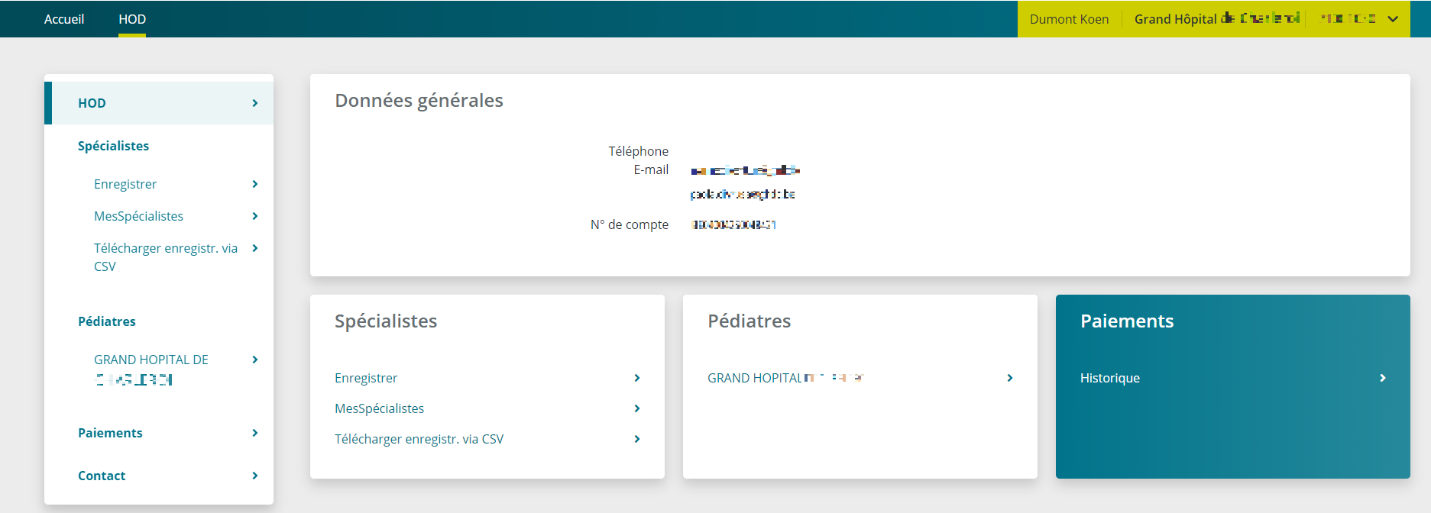 Accueil HOD Dumont Koen Grand Hôpital
HOD
Spécialistes
Enregistrer
MesSpécialistes
Télécharger enregistr. via
CSV
Pédiatres
GRAND HOPITAL DE
Paiements
Contact
Données générales
Téléphone
E-mail
N° de compte
Spécialistes
Enregistrer
MesSpécialistes
Télécharger enregistr. via CSV
Pédiatres
GRAND HOPITAL
Paiements
Historique